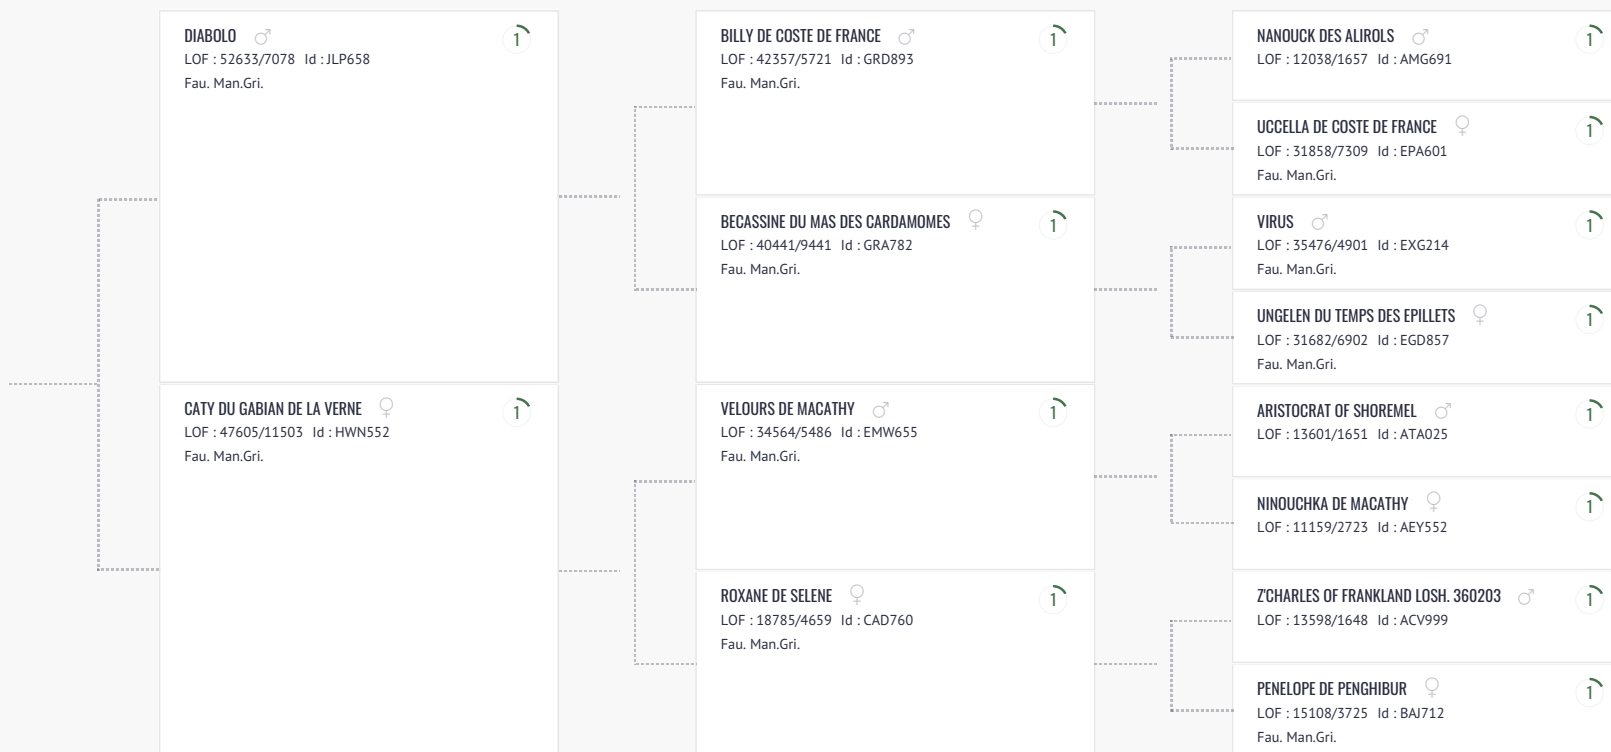 DIABOLO
1
LOF : 52633/7078 Id : JLP658
Fau. Man.Gri.
CATY DU GABIAN DE LA VERNE
1
LOF : 47605/11503 Id : HWN552
Fau. Man.Gri.
BILLY DE COSTE DE FRANCE
1
LOF : 42357/5721 Id : GRD893
Fau. Man.Gri.
BECASSINE DU MAS DES CARDAMOMES
1
LOF : 40441/9441 Id : GRA782
Fau. Man.Gri.
VELOURS DE MACATHY
1
LOF : 34564/5486 Id : EMW655
Fau. Man.Gri.
ROXANE DE SELENE
1
LOF : 18785/4659 Id : CAD760
Fau. Man.Gri.
NANOUCK DES ALIROLS
1
LOF : 12038/1657 Id : AMG691
UCCELLA DE COSTE DE FRANCE
1
LOF : 31858/7309 Id : EPA601
Fau. Man.Gri.
VIRUS
1
LOF : 35476/4901 Id : EXG214
Fau. Man.Gri.
UNGELEN DU TEMPS DES EPILLETS
1
LOF : 31682/6902 Id : EGD857
Fau. Man.Gri.
ARISTOCRAT OF SHOREMEL
1
LOF : 13601/1651 Id : ATA025
NINOUCHKA DE MACATHY
1
LOF : 11159/2723 Id : AEY552
Z'CHARLES OF FRANKLAND LOSH. 360203
1
LOF : 13598/1648 Id : ACV999
PENELOPE DE PENGHIBUR
1
LOF : 15108/3725 Id : BAJ712
Fau. Man.Gri.